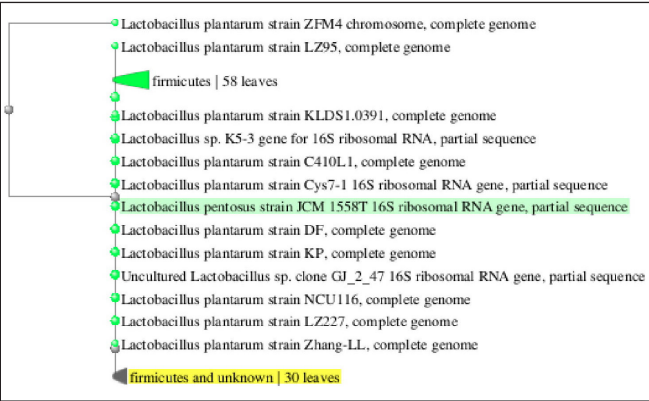 Lactobacillus plantarum strain ZFM4 chromosome, complete genome
Lactobacillus plantarum strain LZ95, complete genome
firmicutes | 58 leaves
Lactobacillus plantarum strain KLDS1.0391, complete genome
Lactobacillus sp. K5-3 gene for 16S ribosomal RNA, partial sequence
Lactobacillus plantarum strain C410L1, complete genome
Lactobacillus plantarum strain Cys7-1 16S ribosomal RNA gene, partial sequence
Lactobacillus pentosus strain JCM 1558T 16S ribosomal RNA gene, partial sequence
Lactobacillus plantarum strain DF, complete genome
Lactobacillus plantarum strain KP, complete genome
Uncultured Lactobacillus sp. clone GJ_2_47 16S ribosomal RNA gene, partial sequence
Lactobacillus plantarum strain NCU116, complete genome
Lactobacillus plantarum strain LZ227, complete genome
Lactobacillus plantarum strain Zhang-LL, complete genome
firmicutes and unknown | 30 leaves